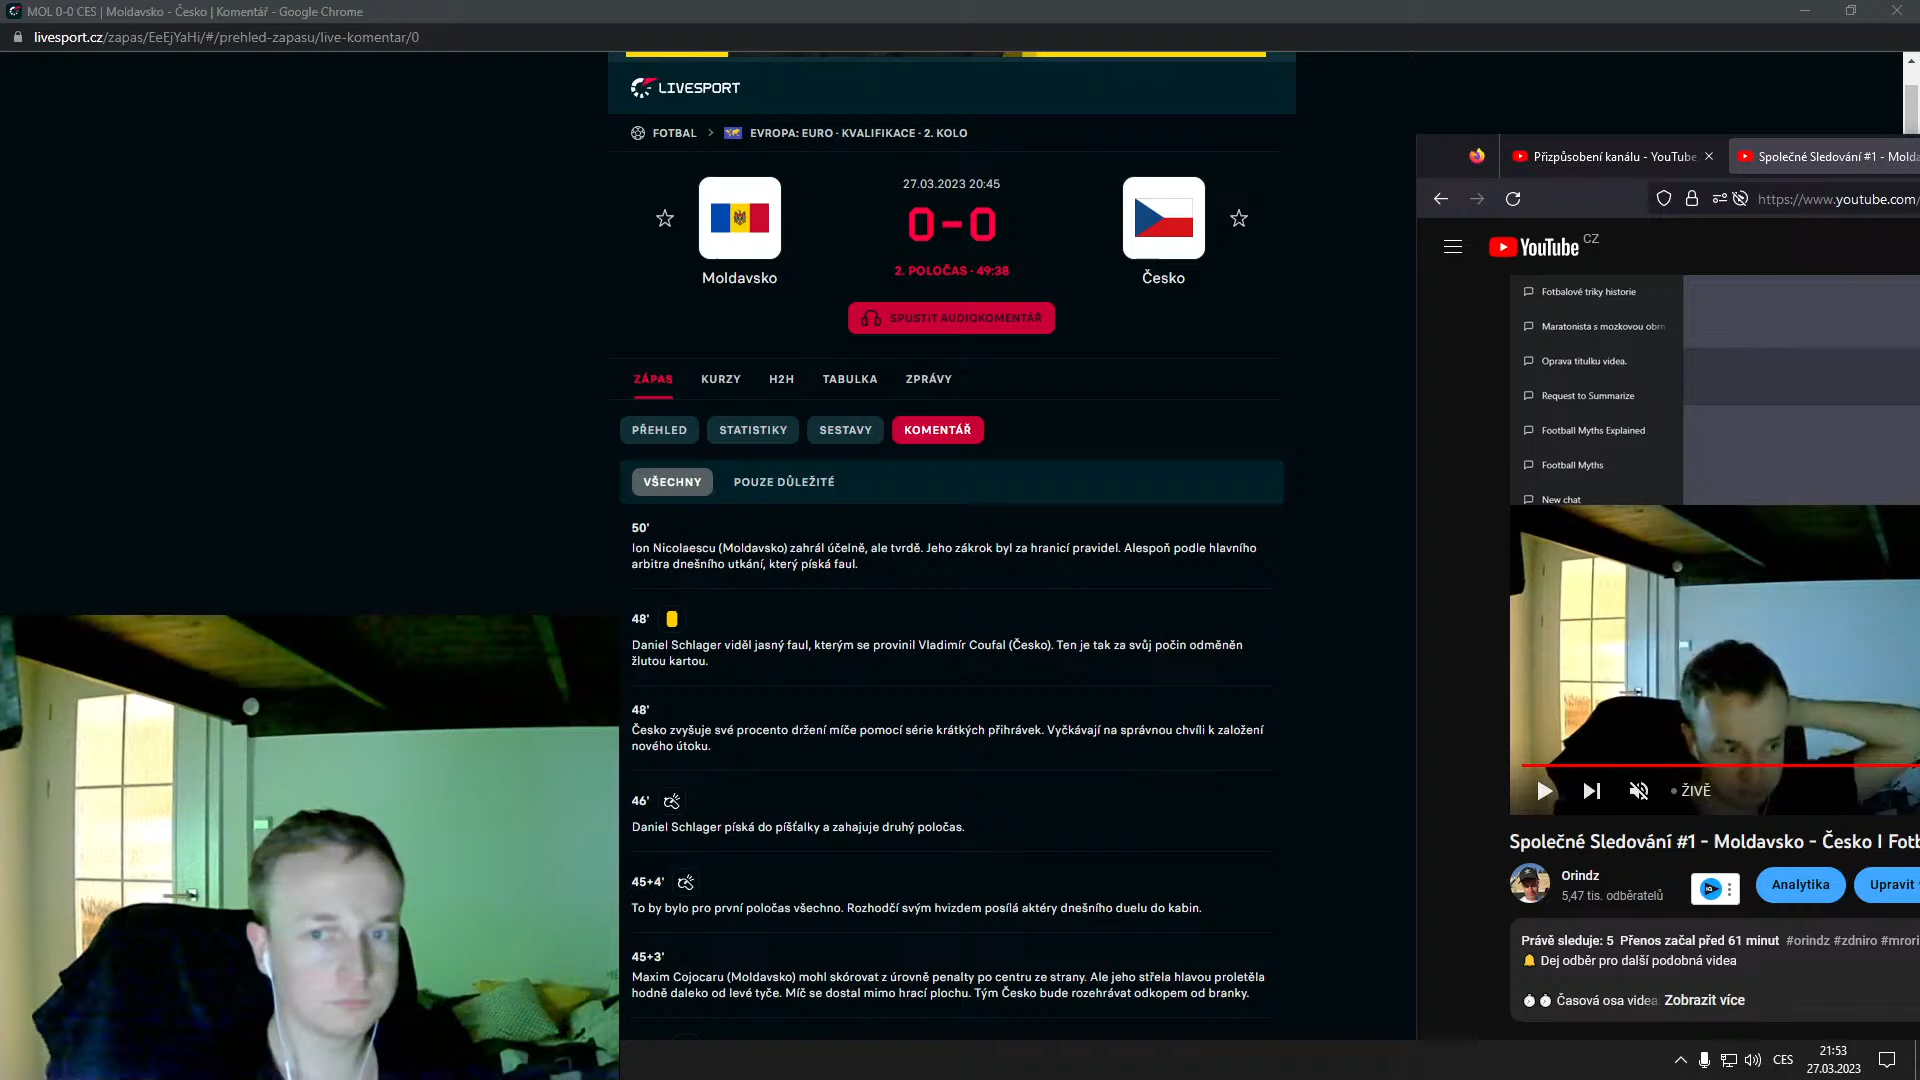 MOL 0-0 CES | Moldavsko - Česko | Komentář - Google Chrome
livesport.cz/zapas/EeEjYaHi/#/prehled-zapasu/live-komentar/0
LIVESPORT
FOTBAL
EVROPA: EURO - KVALIFIKACE - 2. KOLO
27.03.2023 20:45
0-0
2. POLOČAS - 49:38
Moldavsko
Česko
SPUSTIT AUDIOKOMENTÁŘ
ZÁPAS KURZY H2H TABULKA ZPRÁVY
PŘEHLED STATISTIKY SESTAVY KOMENTÁŘ
VŠECHNY POUZE DŮLEŽITÉ
50'
Ion Nicolaescu (Moldavsko) zahrál účelně, ale tvrdě. Jeho zákrok byl za hranicí pravidel. Alespoň podle hlavního
arbitra dnešního utkání, který píská faul.
48'
Daniel Schlager viděl jasný faul, kterým se provinil Vladimír Coufal (Česko). Ten je tak za svůj počin odměněn
žlutou kartou.
48'
Česko zvyšuje své procento držení míče pomocí série krátkých přihrávek. Vyčkávají na správnou chvíli k založení
nového útoku.
46'
Daniel Schlager píská do píšťalky a zahajuje druhý poločas.
45+4'
To by bylo pro první poločas všechno. Rozhodčí svým hvizdem posílá aktéry dnešního duelu do kabin.
45+3'
Maxim Cojocaru (Moldavsko) mohl skórovat z úrovně penalty po centru ze strany. Ale jeho střela hlavou proletěla
hodně daleko od levé tyče. Míč se dostal mimo hrací plochu. Tým Česko bude rozehrávat odkopem od branky.
Přizpůsobení kanálu - YouTube
Společné Sledování #1 - Molda
https://www.youtube.com/
YouTube CZ
Fotbalové triky historie
Maratonista s mozkovou obrn
Oprava titulku videa.
Request to Summarize
Football Myths Explained
Football Myths
New chat
ŽIVĚ
Společné Sledování #1 - Moldavsko - Česko I Fotb
Orindz
5,47 tis. odběratelů
Analytika
Upravit
Právě sleduje: 5 Přenos začal před 61 minut #orindz #zdniro #mrori
🔔 Dej odběr pro další podobná videa
Časová osa videa Zobrazit více
CES
21:53
27.03.2023